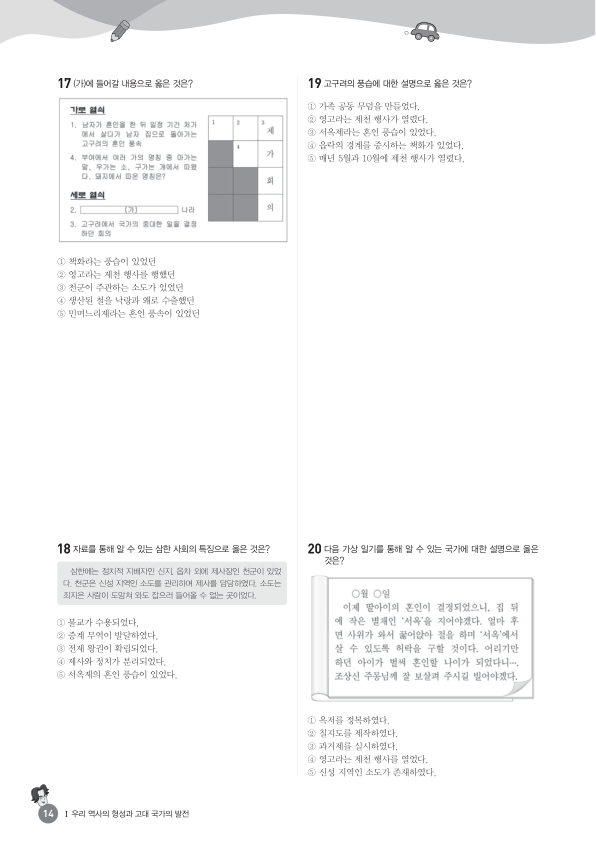 17 (가)에 들어갈 내용으로 옳은 것은?
가로 열쇠
1. 남자가 혼인을 한 뒤 일정 기간 처가
에서 살다가 남자 집으로 돌아가는
고구려의 혼인 풍속
4. 부여에서 여러 가의 명칭 중 마가는
말, 우가는 소, 구가는 개에서 따왔
다. 돼지에서 따온 명칭은?
세로 열쇠
2. (가) 나라
3. 고구려에서 국가의 중대한 일을 결정
하던 회의
1 2 3 제
4 가
회
의
① 책화라는 풍습이 있었던
② 영고라는 제천 행사를 행했던
③ 천군이 주관하는 소도가 있었던
④ 생산된 철을 낙랑과 왜로 수출했던
⑤ 민며느리제라는 혼인 풍속이 있었던
18 자료를 통해 알 수 있는 삼한 사회의 특징으로 옳은 것은?
삼한에는 정치적 지배자인 신지, 읍차 외에 제사장인 천군이 있었
다. 천군은 신성 지역인 소도를 관리하며 제사를 담당하였다. 소도는
죄지은 사람이 도망쳐 와도 잡으러 들어올 수 없는 곳이었다.
① 불교가 수용되었다.
② 중계 무역이 발달하였다.
③ 전제 왕권이 확립되었다.
④ 제사와 정치가 분리되었다.
⑤ 서옥제의 혼인 풍습이 있었다.
19 고구려의 풍습에 대한 설명으로 옳은 것은?
① 가족 공동 무덤을 만들었다.
② 영고라는 제천 행사가 열렸다.
③ 서옥제라는 혼인 풍습이 있었다.
④ 읍락의 경계를 중시하는 책화가 있었다.
⑤ 매년 5월과 10월에 제천 행사가 열렸다.
20 다음 가상 일기를 통해 알 수 있는 국가에 대한 설명으로 옳은
것은?
○월 ○일
이제 딸아이의 혼인이 결정되었으니, 집 뒤
에 작은 별채인 ‘서옥’을 지어야겠다. 얼마 후
면 사위가 와서 꿇어앉아 절을 하며 ‘서옥’에서
살 수 있도록 허락을 구할 것이다. 어리기만
하던 아이가 벌써 혼인할 나이가 되었다니….
조상신 주몽님께 잘 보살펴 주시길 빌어야겠다.
① 옥저를 정복하였다.
② 칠지도를 제작하였다.
③ 과거제를 실시하였다.
④ 영고라는 제천 행사를 열었다.
⑤ 신성 지역인 소도가 존재하였다.
14 Ⅰ 우리 역사의 형성과 고대 국가의 발전